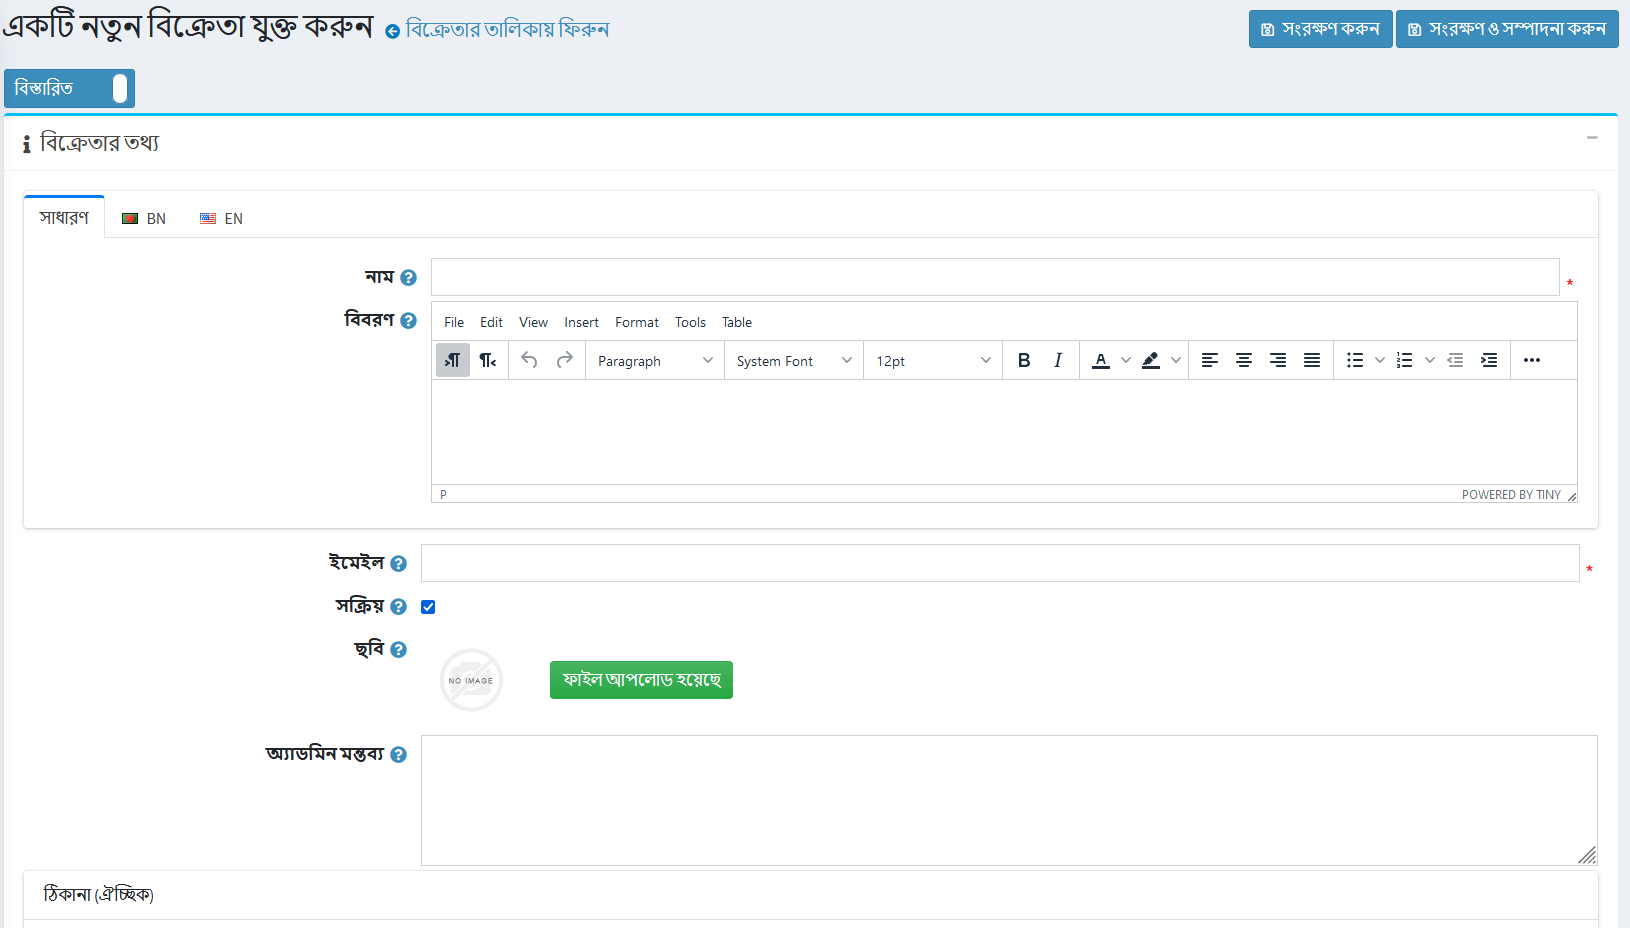 একটি নতুন বিক্রেতা যুক্ত করুন বিক্রেতার তালিকায় ফিরুন
সংরক্ষণ করুন সংরক্ষণ ও সম্পাদনা করুন
বিস্তারিত
বিক্রেতার তথ্য
সাধারণ BN EN
নাম *
বিবরণ
File Edit View Insert Format Tools Table
Paragraph System Font 12pt
P POWERED BY TINY
ইমেইল *
সক্রিয়
ছবি
NO IMAGE
ফাইল আপলোড হয়েছে
অ্যাডমিন মন্তব্য
ঠিকানা (ঐচ্ছিক)